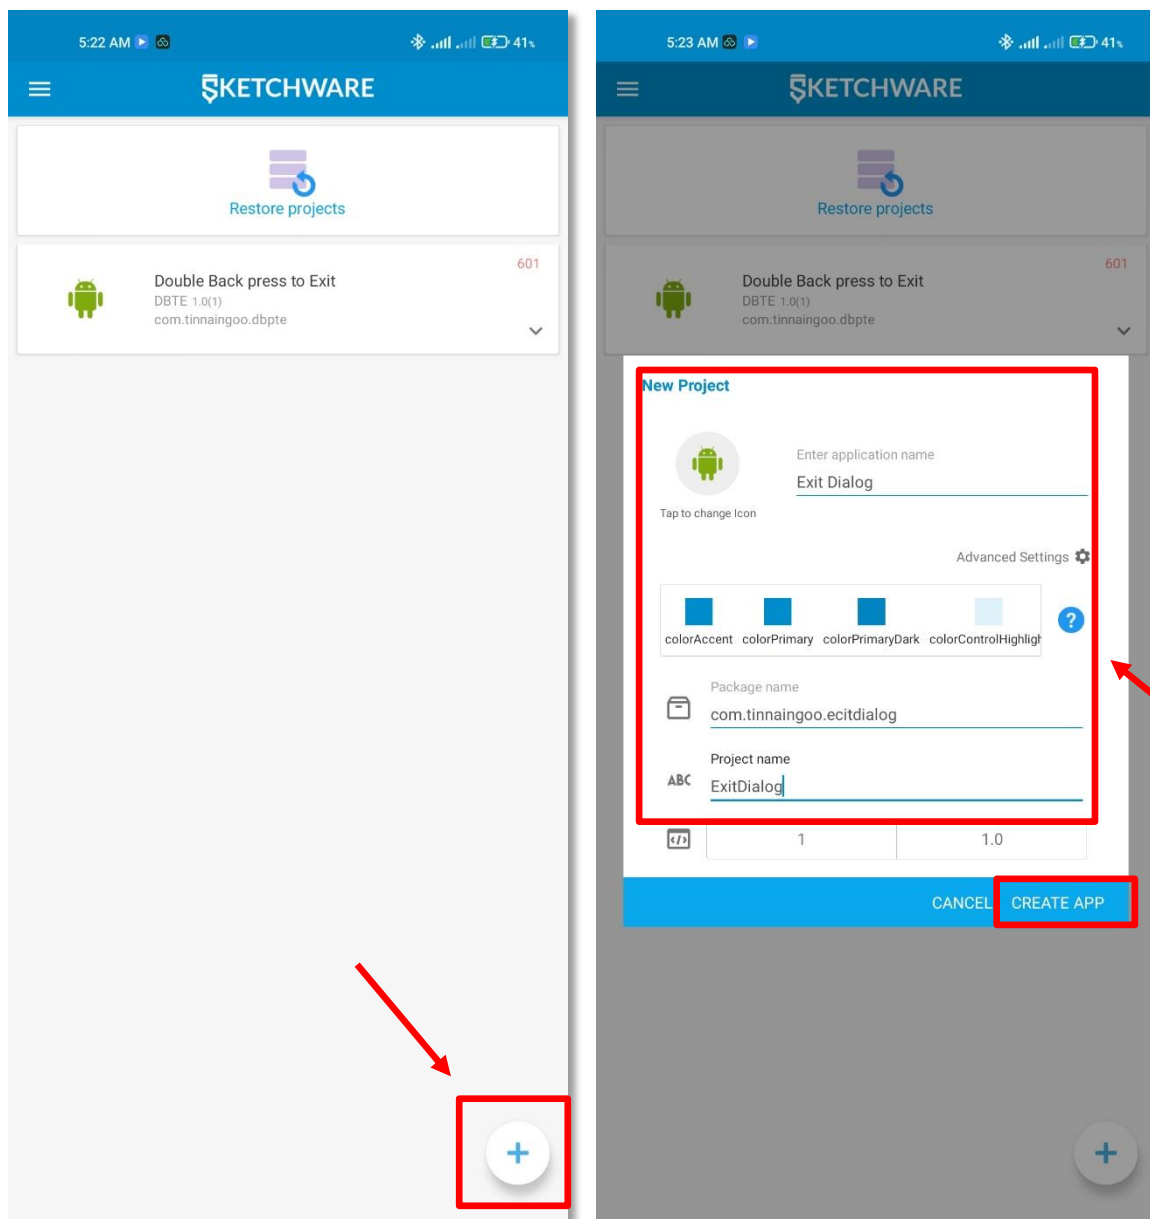 5:22 AM
41%
SKETCHWARE
Restore projects
601
Double Back press to Exit
DBTE 1.0(1)
com.tinnaingoo.dbpte
5:23 AM
41%
SKETCHWARE
Restore projects
601
Double Back press to Exit
DBTE 1.0(1)
com.tinnaingoo.dbpte
New Project
Enter application name
Exit Dialog
Tap to change Icon
Advanced Settings
?
colorAccent colorPrimary colorPrimaryDark colorControlHighligh
Package name
com.tinnaingoo.ecitdialog
Project name
ABC
ExitDialog
1 1.0
CANCEL CREATE APP